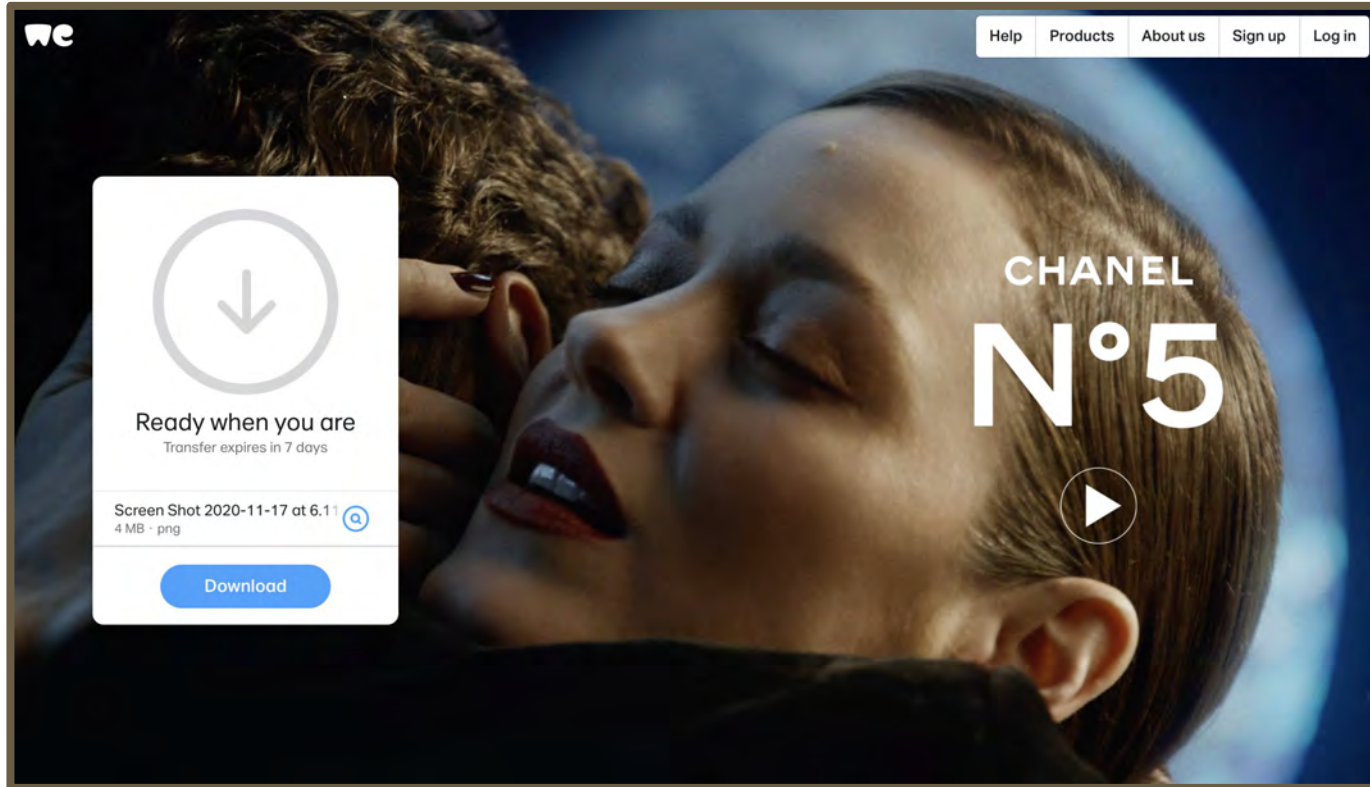 we
Help Products About us Sign up Log in
CHANEL
N°5
Ready when you are
Transfer expires in 7 days
Screen Shot 2020-11-17 at 6.11
4 MB · png
Download